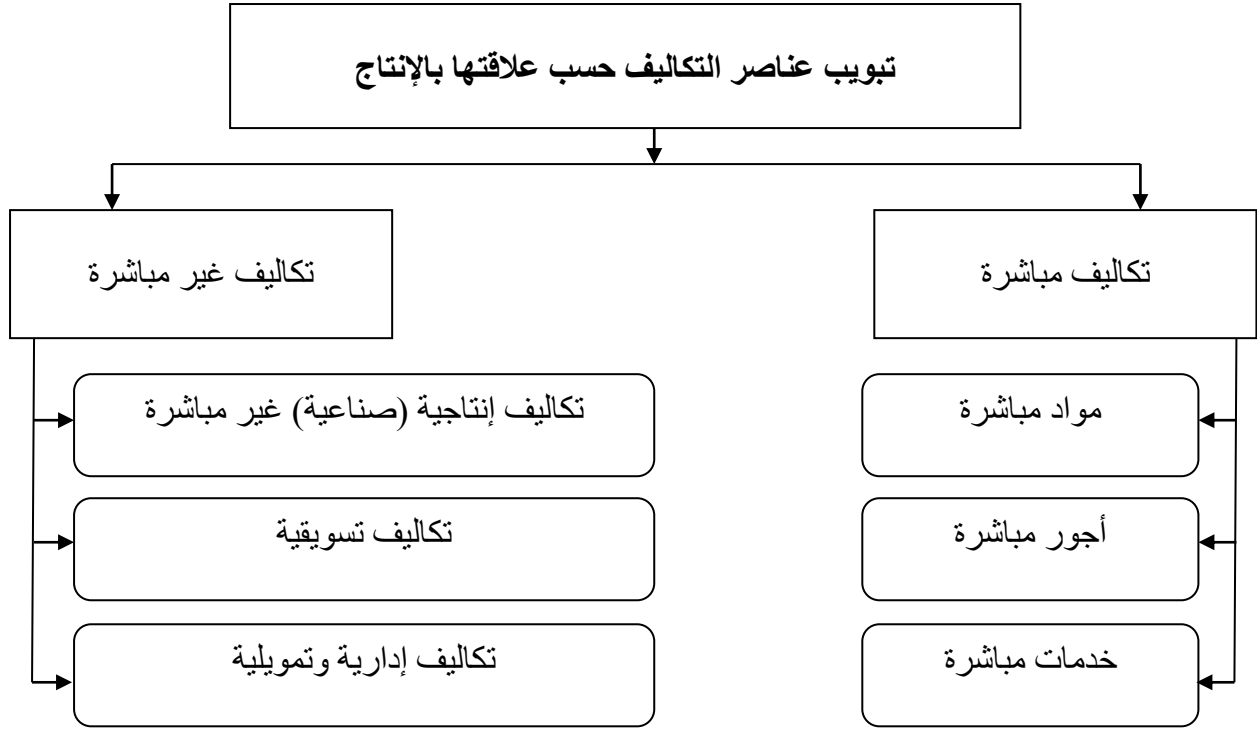 تبويب عناصر التكاليف حسب علاقتها بالإنتاج
تكاليف مباشرة
تكاليف غير مباشرة
مواد مباشرة
تكاليف إنتاجية (صناعية) غير مباشرة
أجور مباشرة
تكاليف تسويقية
خدمات مباشرة
تكاليف إدارية وتمويلية